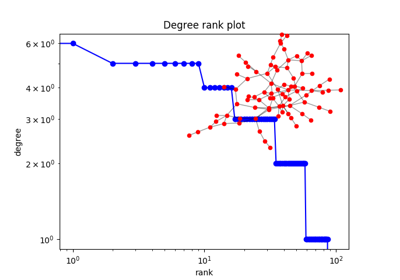 Degree rank plot
6 × 10⁰
4 × 10⁰
3 × 10⁰
2 × 10⁰
10⁰
degree
10⁰ 10¹ 10²
rank